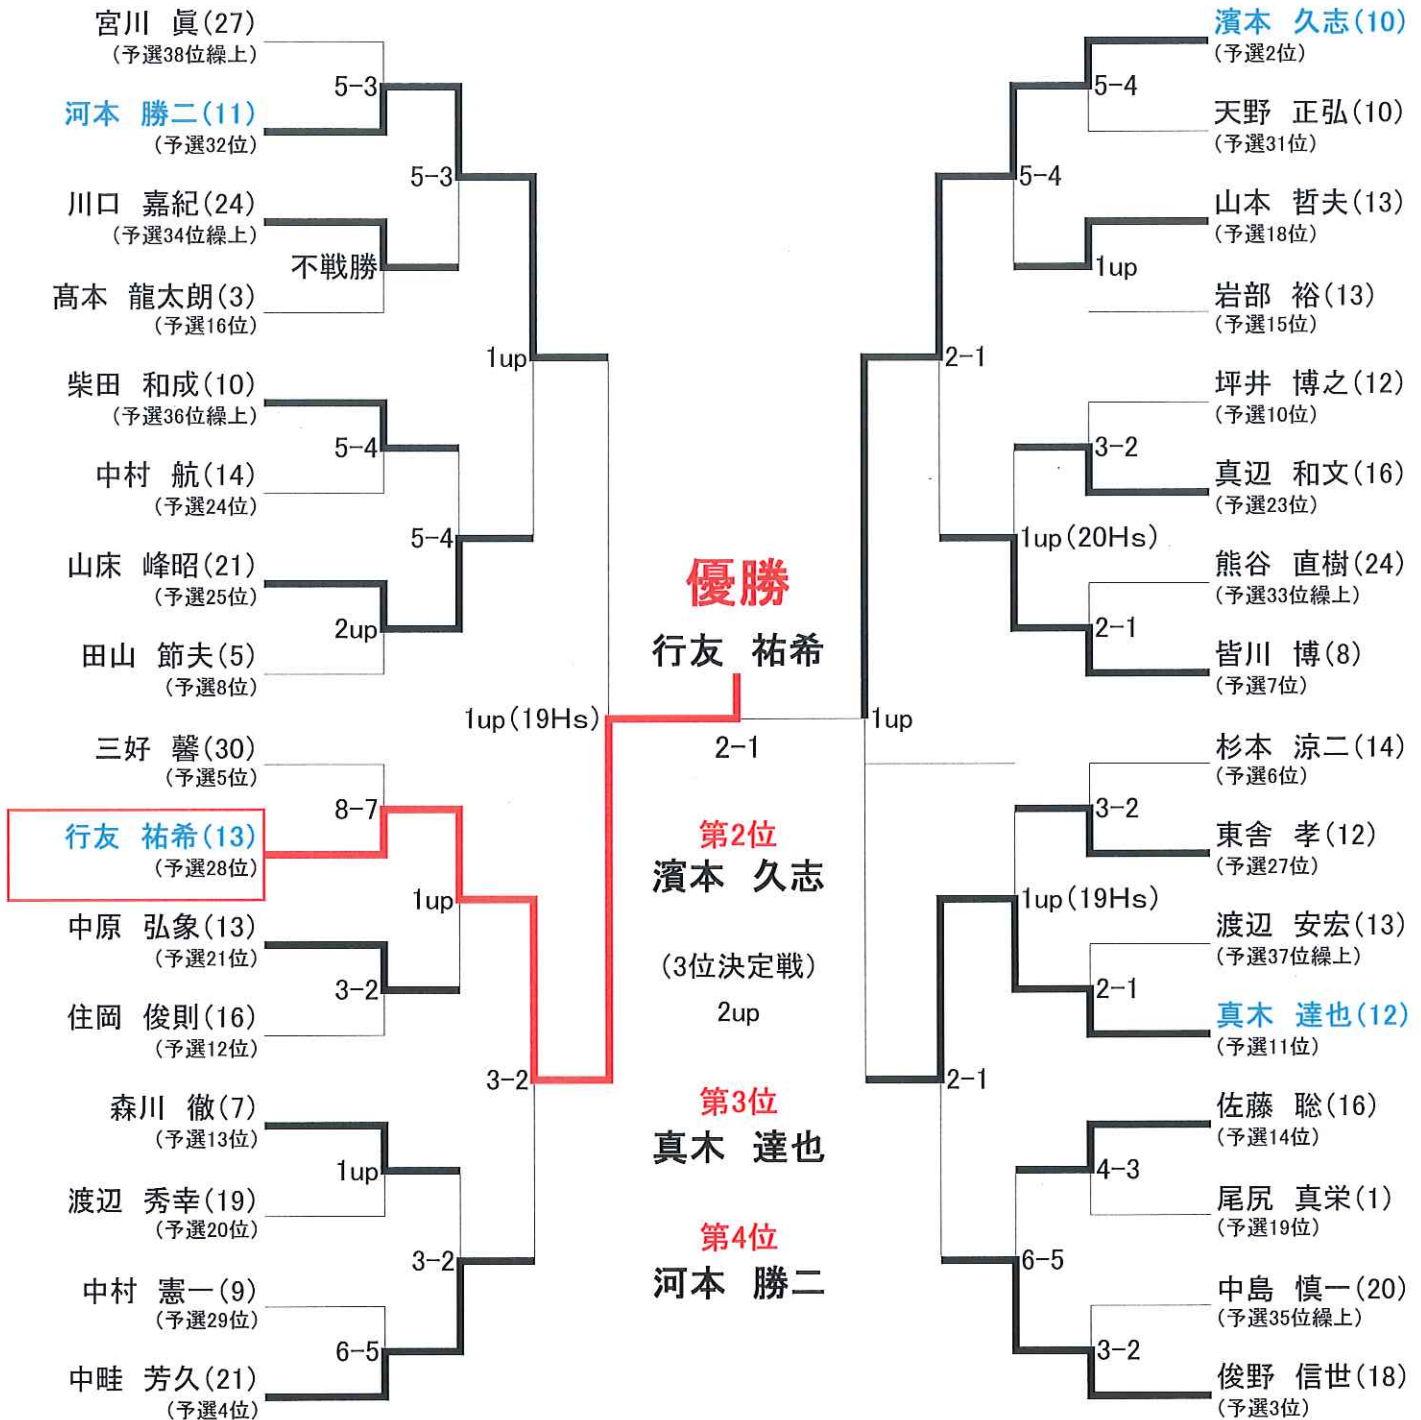 宮川 眞(27)
(予選38位繰上)
5-3
河本 勝二(11)
(予選32位)
5-3
川口 嘉紀(24)
(予選34位繰上)
不戦勝
髙本 龍太朗(3)
(予選16位)
1up
柴田 和成(10)
(予選36位繰上)
5-4
中村 航(14)
(予選24位)
5-4
山床 峰昭(21)
(予選25位)
2up
田山 節夫(5)
(予選8位)
1up(19Hs)
三好 馨(30)
(予選5位)
8-7
行友 祐希(13)
(予選28位)
1up
中原 弘象(13)
(予選21位)
3-2
住岡 俊則(16)
(予選12位)
3-2
森川 徹(7)
(予選13位)
1up
渡辺 秀幸(19)
(予選20位)
3-2
中村 憲一(9)
(予選29位)
6-5
中畦 芳久(21)
(予選4位)
優勝
行友 祐希
2-1
第2位
濱本 久志
(3位決定戦)
2up
第3位
真木 達也
第4位
河本 勝二
濱本 久志(10)
(予選2位)
5-4
天野 正弘(10)
(予選31位)
5-4
山本 哲夫(13)
(予選18位)
1up
岩部 裕(13)
(予選15位)
2-1
坪井 博之(12)
(予選10位)
3-2
真辺 和文(16)
(予選23位)
1up(20Hs)
熊谷 直樹(24)
(予選33位繰上)
2-1
皆川 博(8)
(予選7位)
1up
杉本 涼二(14)
(予選6位)
3-2
東舎 孝(12)
(予選27位)
1up(19Hs)
渡辺 安宏(13)
(予選37位繰上)
2-1
真木 達也(12)
(予選11位)
2-1
佐藤 聡(16)
(予選14位)
4-3
尾尻 真栄(1)
(予選19位)
6-5
中島 慎一(20)
(予選35位繰上)
3-2
俊野 信世(18)
(予選3位)